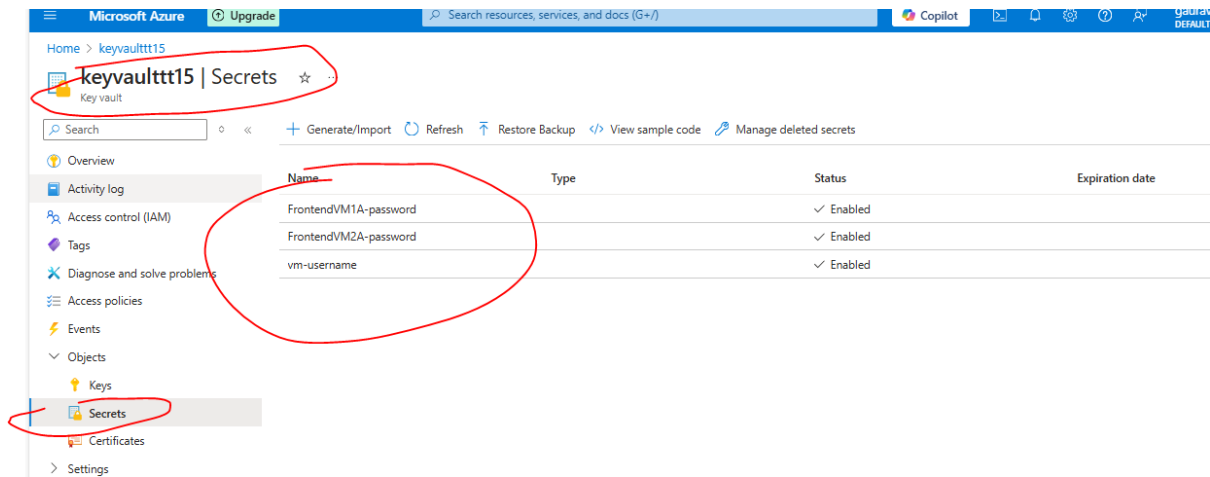 Microsoft Azure Upgrade Search resources, services, and docs (G+/) Copilot
DEFAULT
Home > keyvaulttt15
keyvaulttt15 | Secrets
Key vault
Search
Generate/Import Refresh Restore Backup View sample code Manage deleted secrets
Overview
Activity log
Access control (IAM)
Tags
Diagnose and solve problems
Access policies
Events
Objects
Keys
Secrets
Certificates
Settings
Name Type Status Expiration date
FrontendVM1A-password Enabled
FrontendVM2A-password Enabled
vm-username Enabled